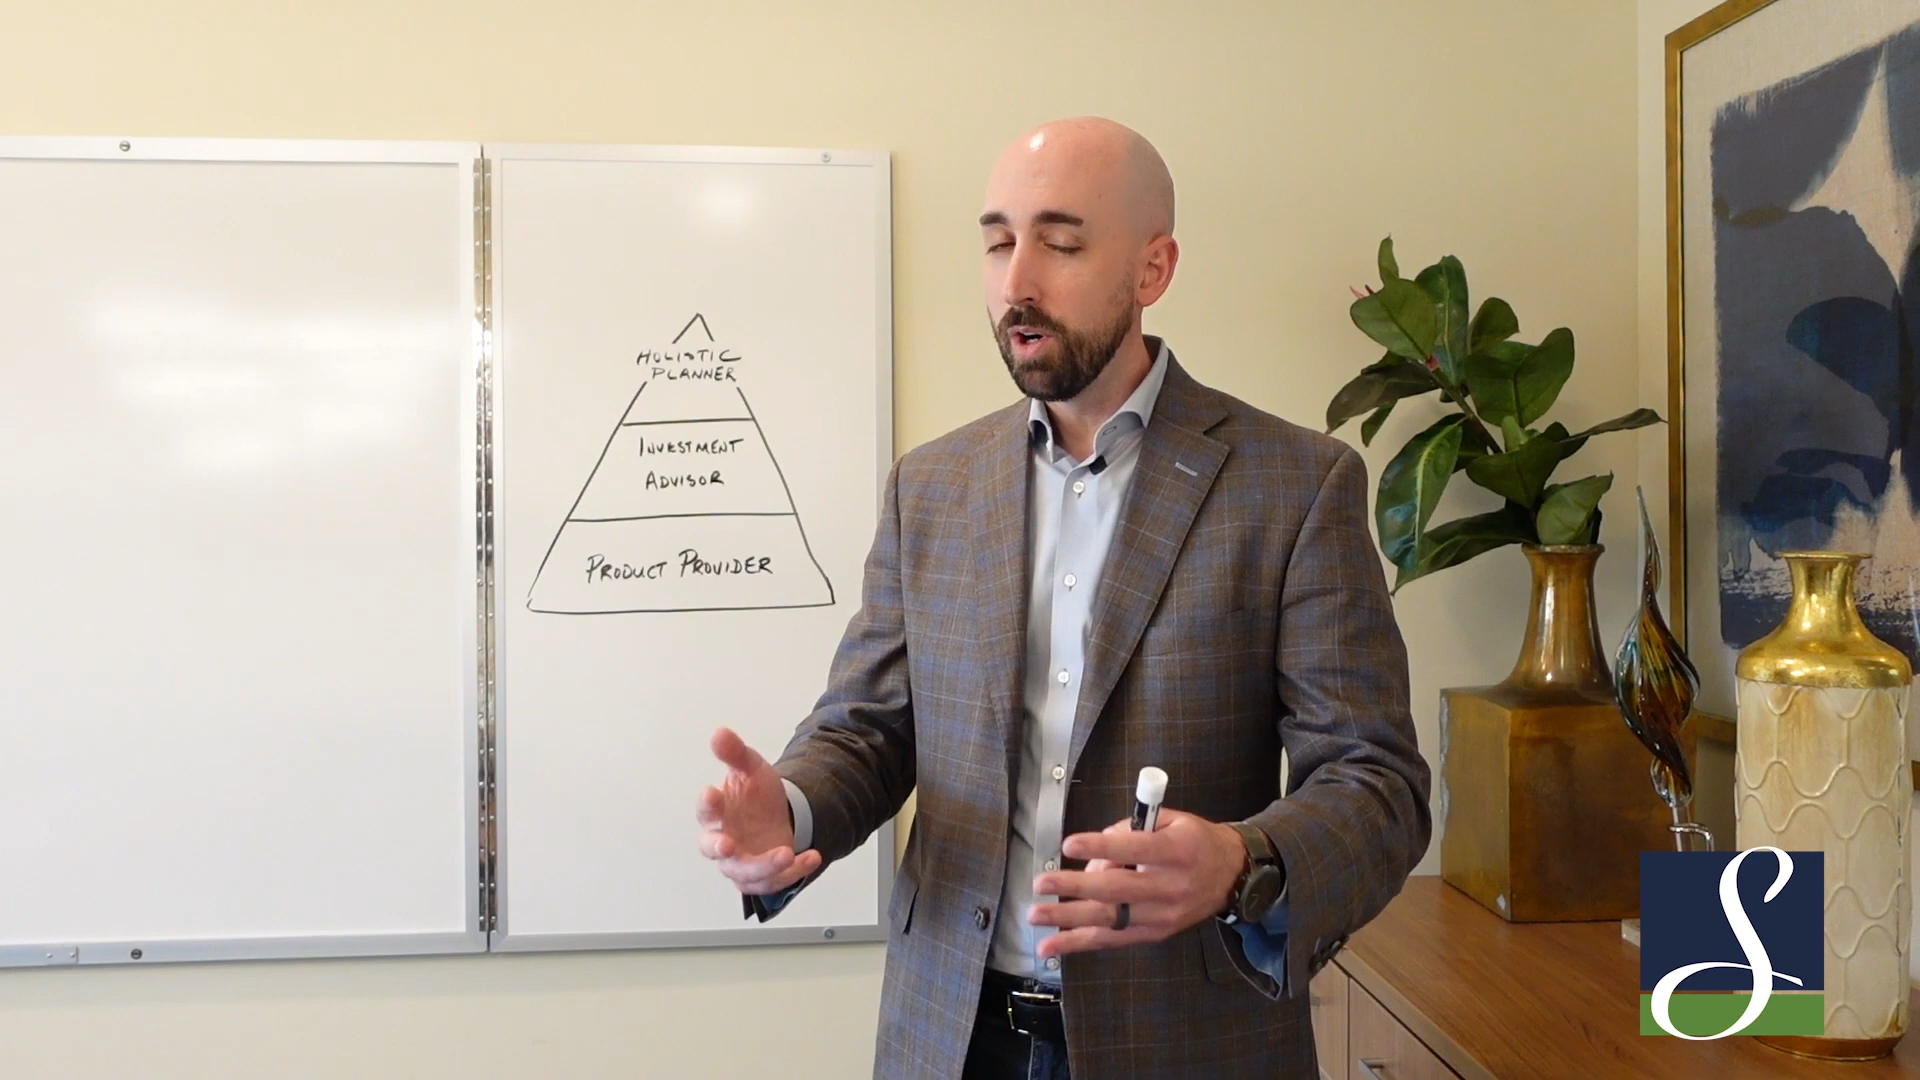 HOLISTIC
PLANNER
INVESTMENT
ADVISOR
PRODUCT PROVIDER
S